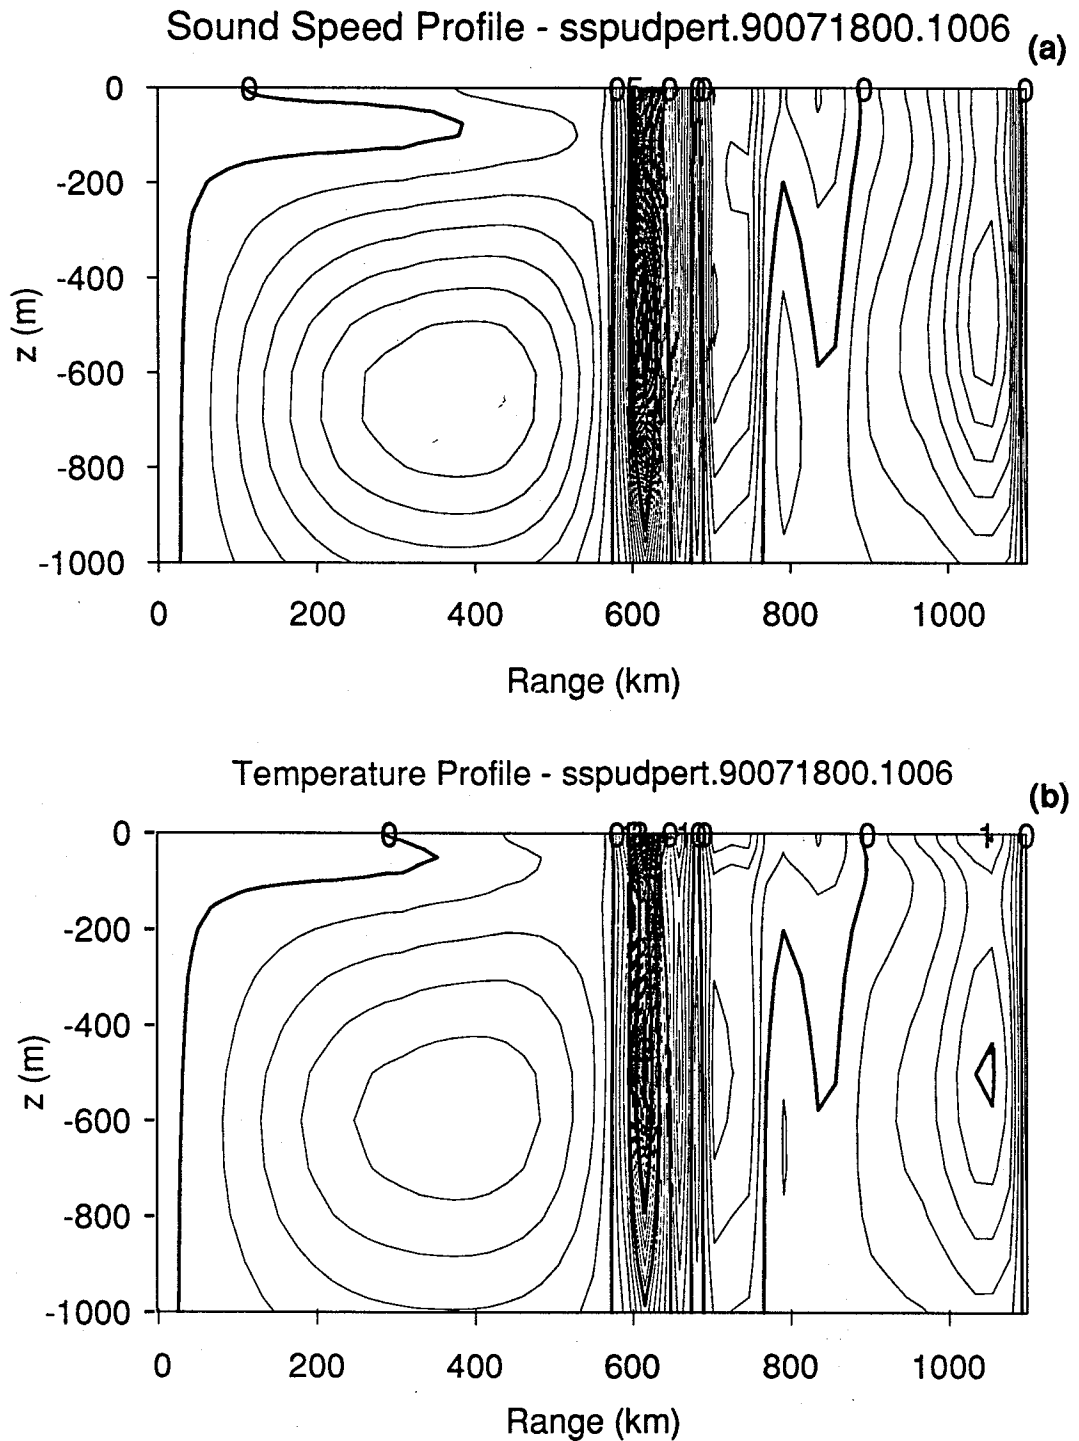 Sound Speed Profile - sspudpert.90071800.1006
(a)
0 0 0 0
0
-200
-400
-600
-800
-1000
z (m)
0 200 400 600 800 1000
Range (km)
Temperature Profile - sspudpert.90071800.1006
(b)
0 0 1 0
0
-200
-400
-600
-800
-1000
z (m)
0 200 400 600 800 1000
Range (km)